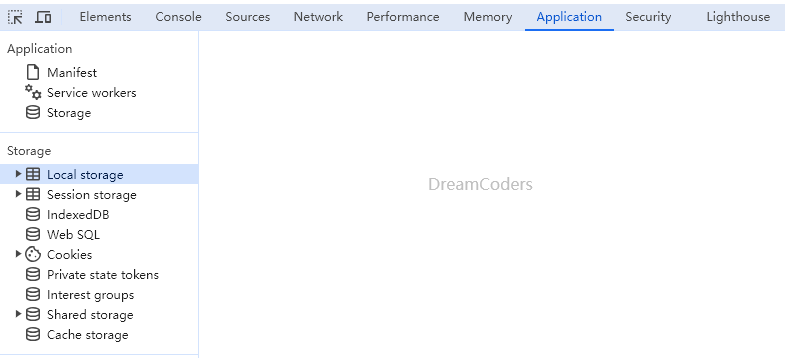 Elements Console Sources Network Performance Memory Application Security Lighthouse
Application
Manifest
Service workers
Storage
Storage
Local storage
Session storage
IndexedDB
Web SQL
Cookies
Private state tokens
Interest groups
Shared storage
Cache storage
DreamCoders